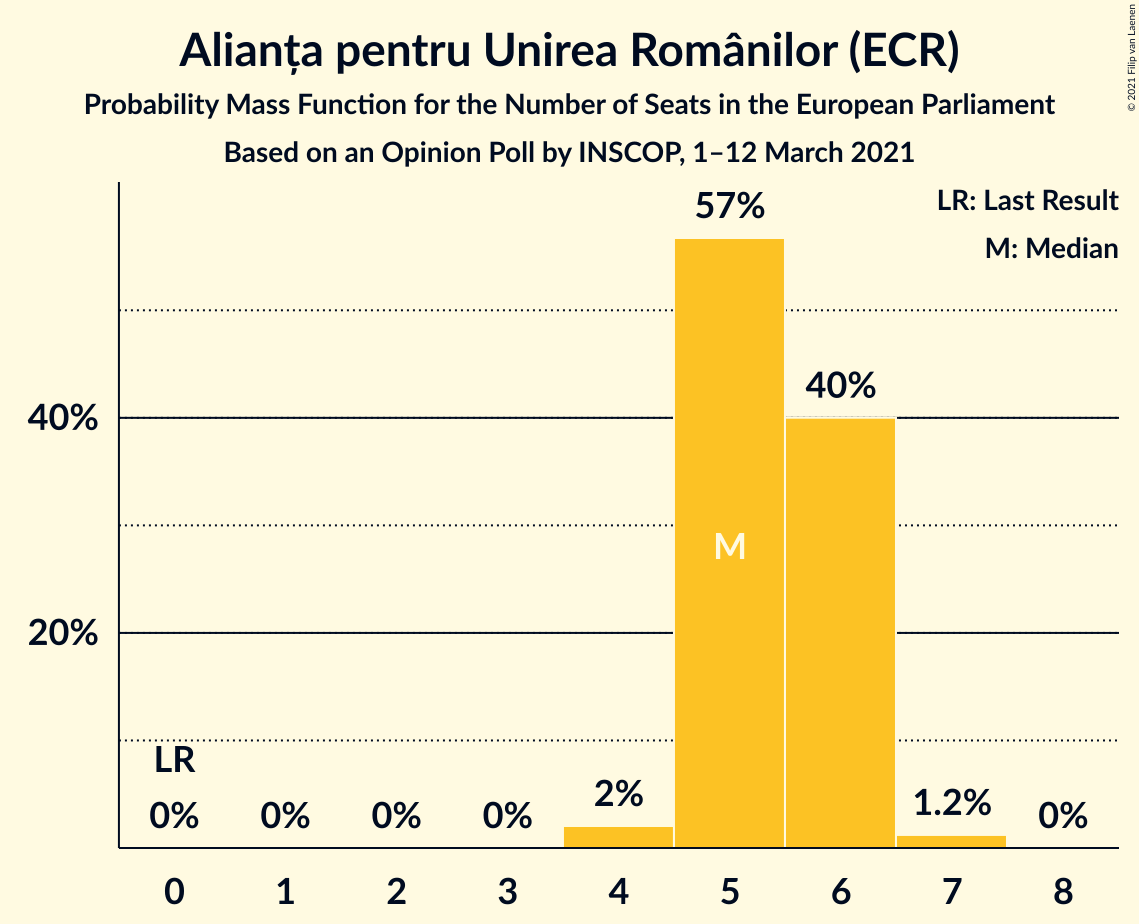 Alianța pentru Unirea Românilor (ECR)
Probability Mass Function for the Number of Seats in the European Parliament
Based on an Opinion Poll by INSCOP, 1–12 March 2021
© 2021 Filip van Laenen
LR: Last Result
M: Median
57%
40%
40%
M
20%
LR
0%
0%
0%
0%
2%
1.2%
0%
0
1
2
3
4
5
6
7
8